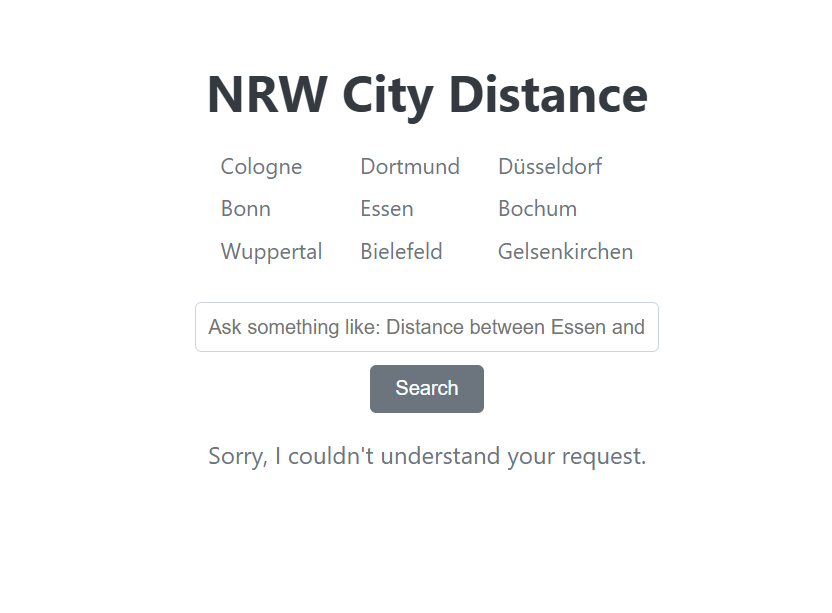 NRW City Distance
Cologne Dortmund Düsseldorf
Bonn Essen Bochum
Wuppertal Bielefeld Gelsenkirchen
Ask something like: Distance between Essen and
Search
Sorry, I couldn't understand your request.